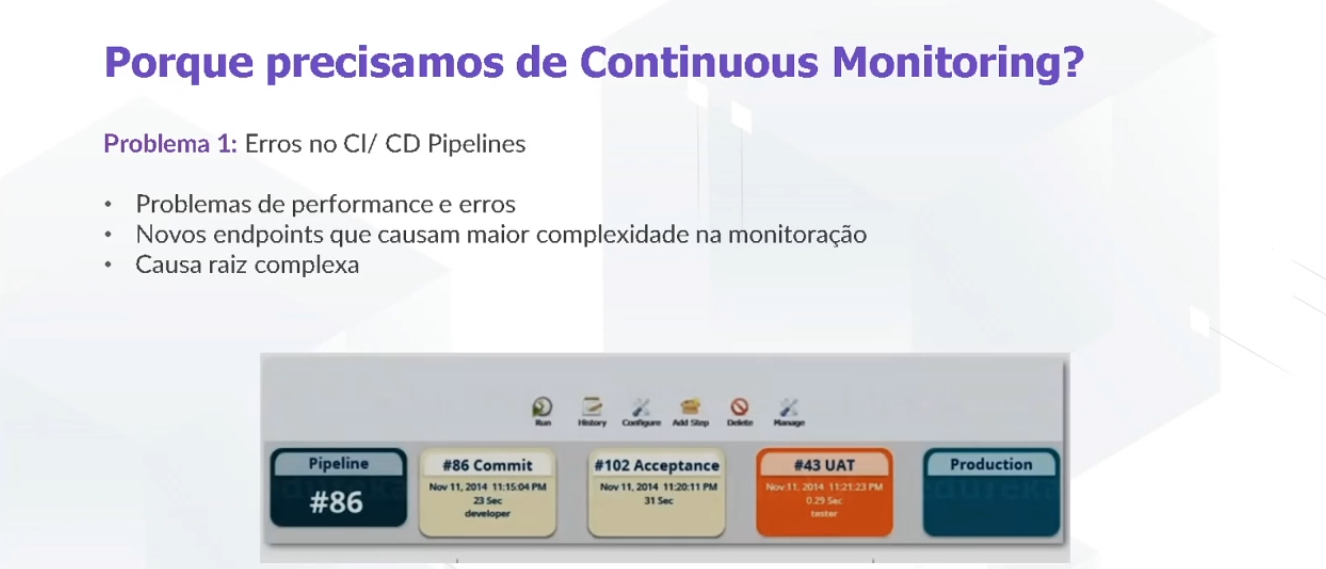 Porque precisamos de Continuous Monitoring?
Problema 1: Erros no CI/ CD Pipelines
• Problemas de performance e erros
• Novos endpoints que causam maior complexidade na monitoração
• Causa raiz complexa
Run History Configure Add Step Delete Manage
Pipeline
#86
#86 Commit
Nov 11, 2014 11:15:04 PM
23 Sec
developer
#102 Acceptance
Nov 11, 2014 11:20:11 PM
31 Sec
#43 UAT
Nov 11, 2014 11:21:23 PM
0.29 Sec
tester
Production